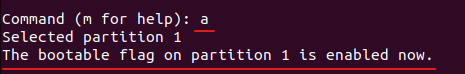 Command (m for help): a
Selected partition 1
The bootable flag on partition 1 is enabled now.